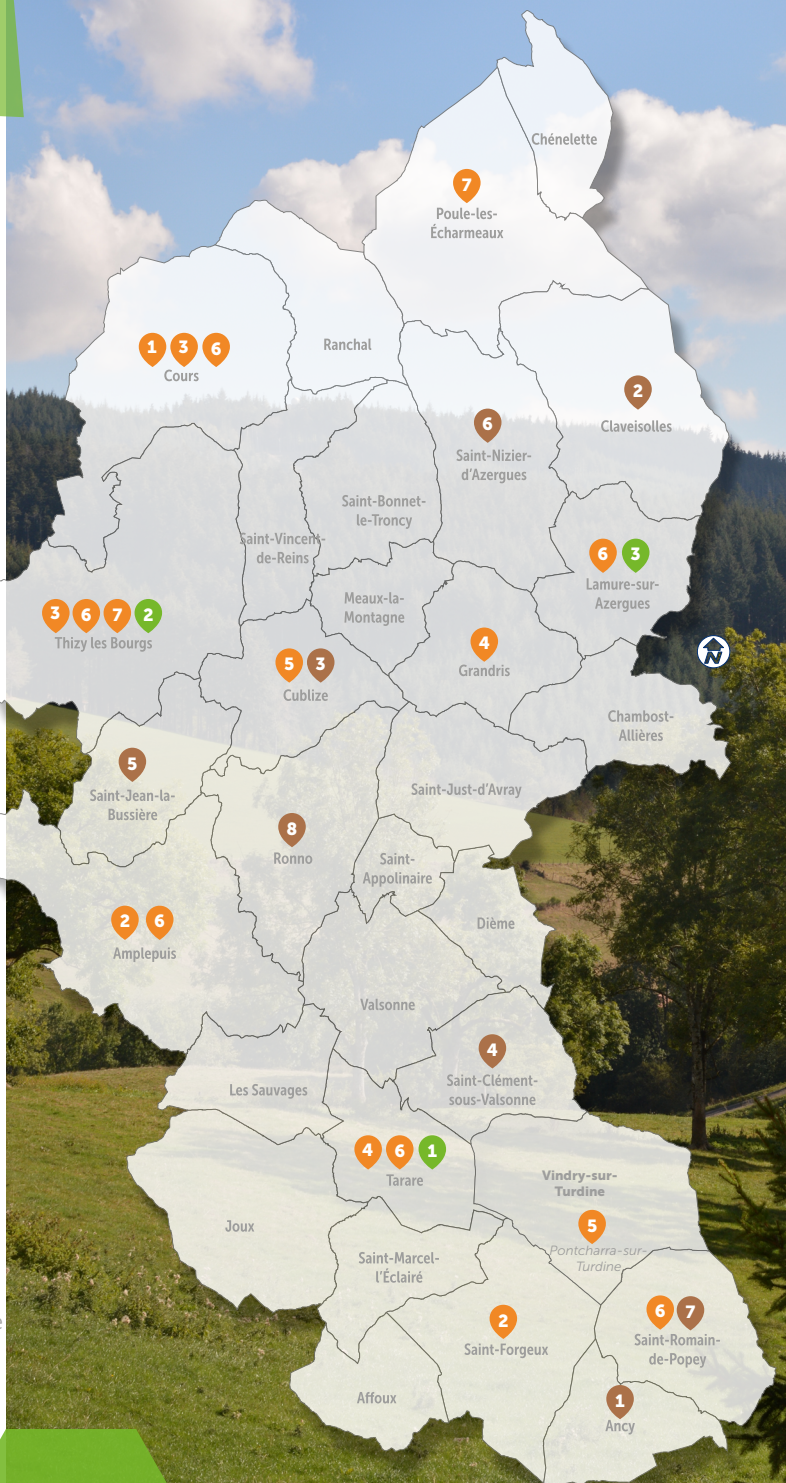 Chénelette
7
Poule-les-
Écharmeaux
Ranchal
1 3 6
Cours
2
Claveisolles
6
Saint-Nizier-
d'Azergues
Saint-Bonnet-
le-Troncy
Saint-Vincent-
de-Reins
6 3
Lamure-sur-
Azergues
Meaux-la-
Montagne
3 6 7 2
Thizy les Bourgs
4
Grandris
N
5 3
Cublize
Chambost-
Allières
5
Saint-Jean-la-
Bussière
Saint-Just-d'Avray
8
Ronno
Saint-
Appolinaire
2 6
Amplepuis
Dième
Valsonne
4
Saint-Clément-
sous-Valsonne
Les Sauvages
4 6 1
Tarare
Vindry-sur-
Turdine
5
Pontcharra-sur-
Turdine
Joux
Saint-Marcel-
l'Éclairé
2
Saint-Forgeux
6 7
Saint-Romain-
de-Popey
Affoux
1
Ancy
e